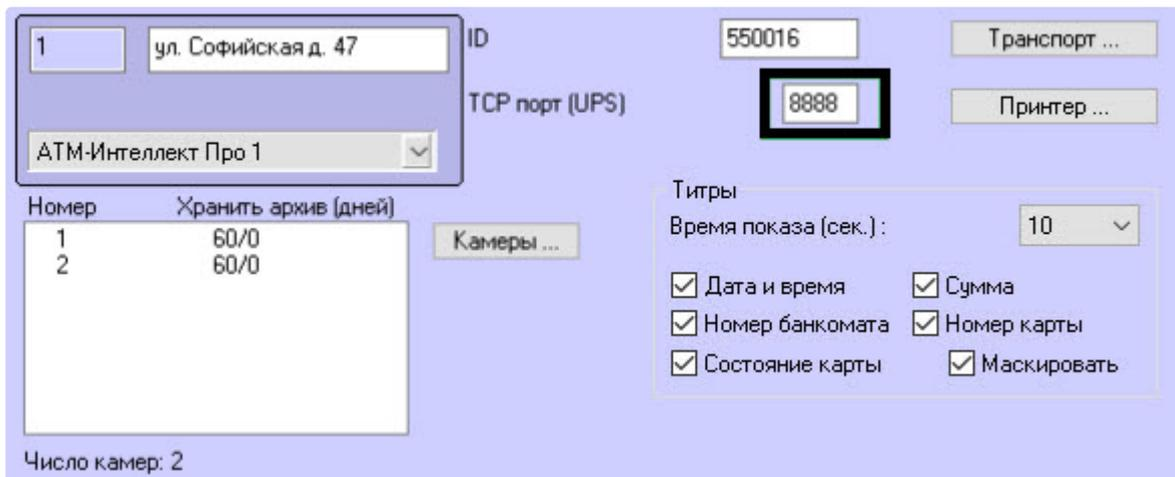 1
ул. Софийская д. 47
ID
550016
Транспорт ...
TCP порт (UPS)
8888
Принтер ...
АТМ-Интеллект Про 1
Номер Хранить архив (дней)
1 60/0
2 60/0
Камеры ...
Число камер: 2
Титры
Время показа (сек.) : 10
Дата и время Сумма
Номер банкомата Номер карты
Состояние карты Маскировать